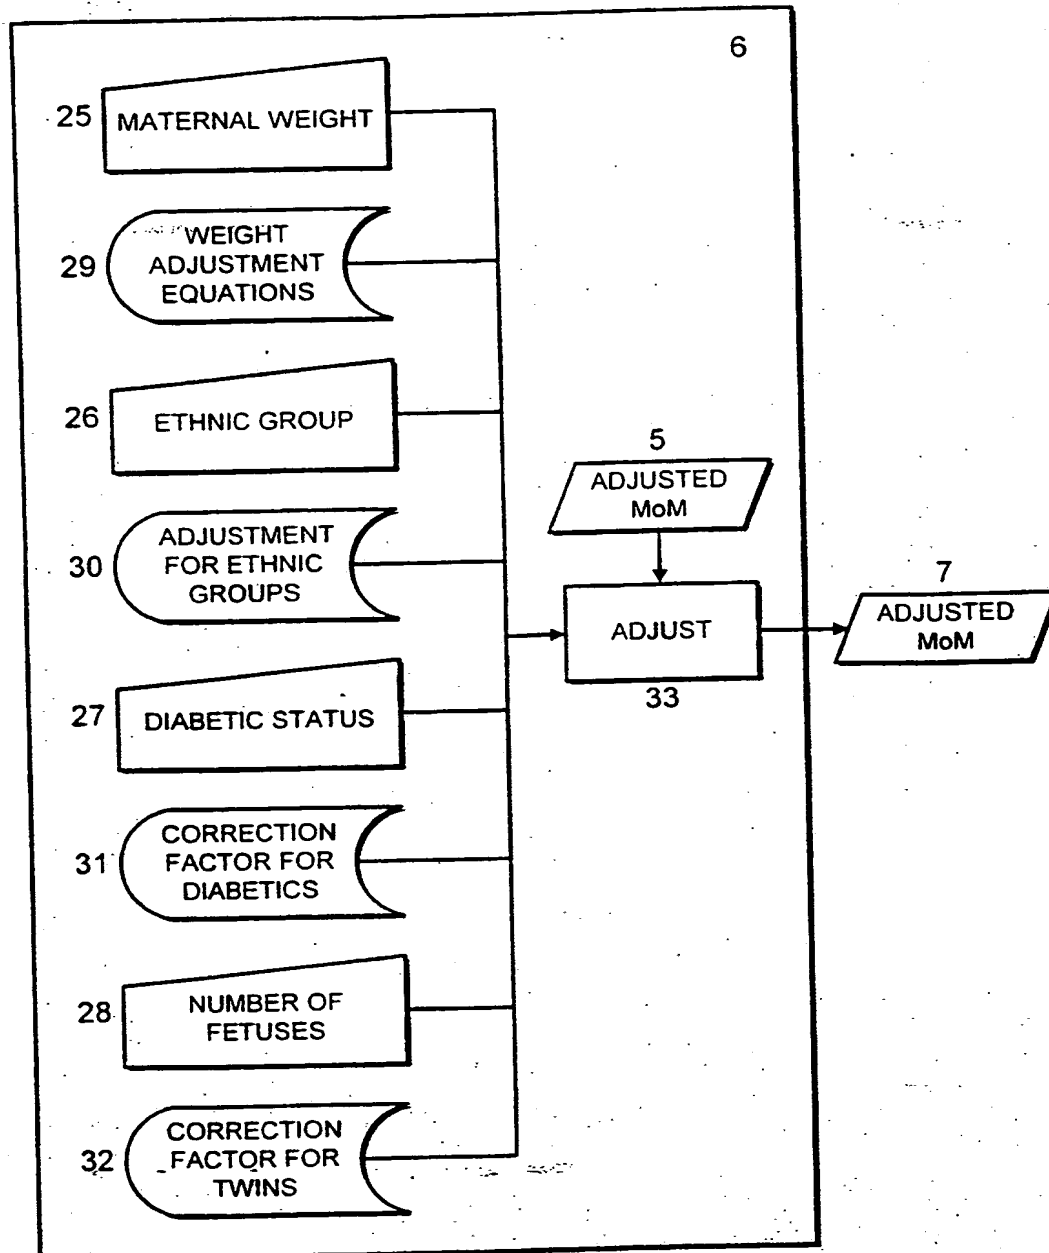 6
25
MATERNAL WEIGHT
29
WEIGHT
ADJUSTMENT
EQUATIONS
26
ETHNIC GROUP
5
ADJUSTED
MoM
30
ADJUSTMENT
FOR ETHNIC
GROUPS
ADJUST
33
7
ADJUSTED
MoM
27
DIABETIC STATUS
31
CORRECTION
FACTOR FOR
DIABETICS
28
NUMBER OF
FETUSES
32
CORRECTION
FACTOR FOR
TWINS